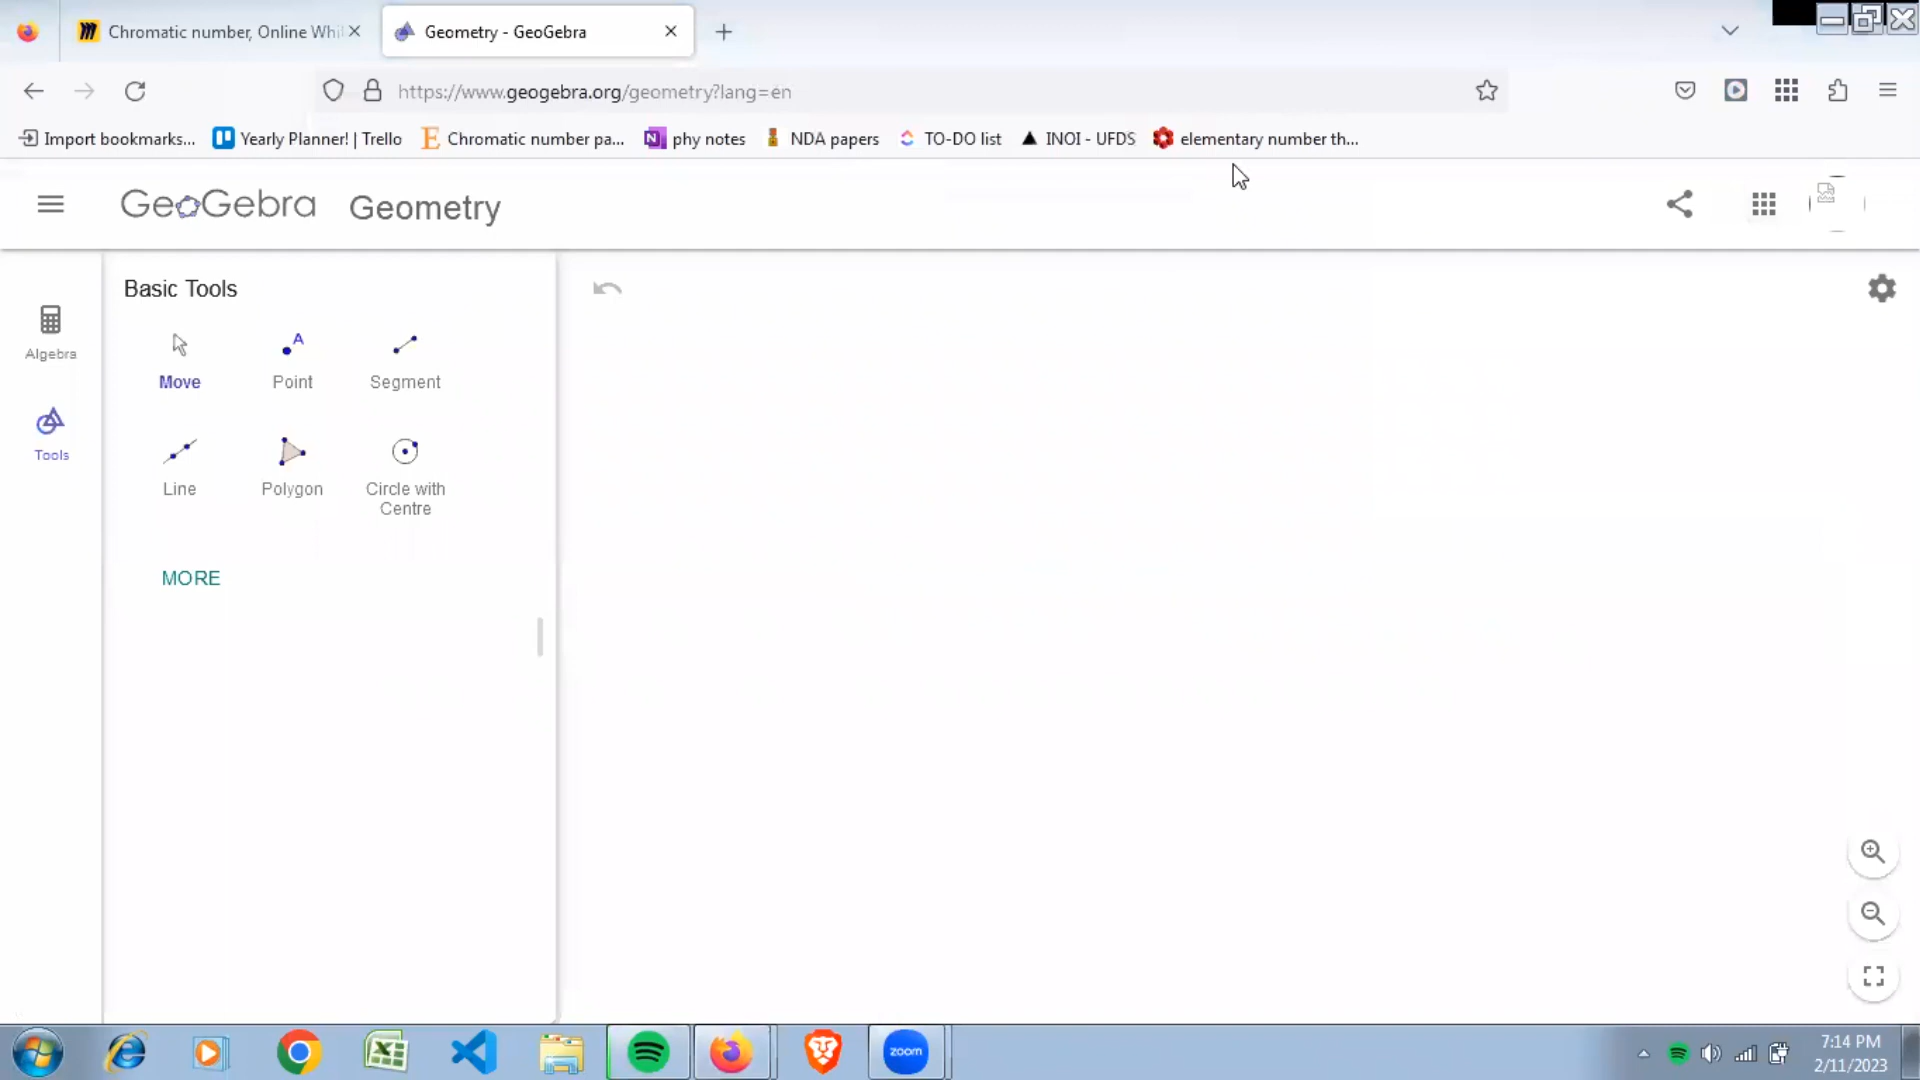 Chromatic number, Online Whi
Geometry - GeoGebra
https://www.geogebra.org/geometry?lang=en
Import bookmarks...
Yearly Planner! | Trello
Chromatic number pa...
phy notes
NDA papers
TO-DO list
INOI - UFDS
elementary number th...
GeoGebra Geometry
Algebra
Tools
Basic Tools
Move
A
Point
Segment
Line
Polygon
Circle with
Centre
MORE
zoom
7:14 PM
2/11/2023